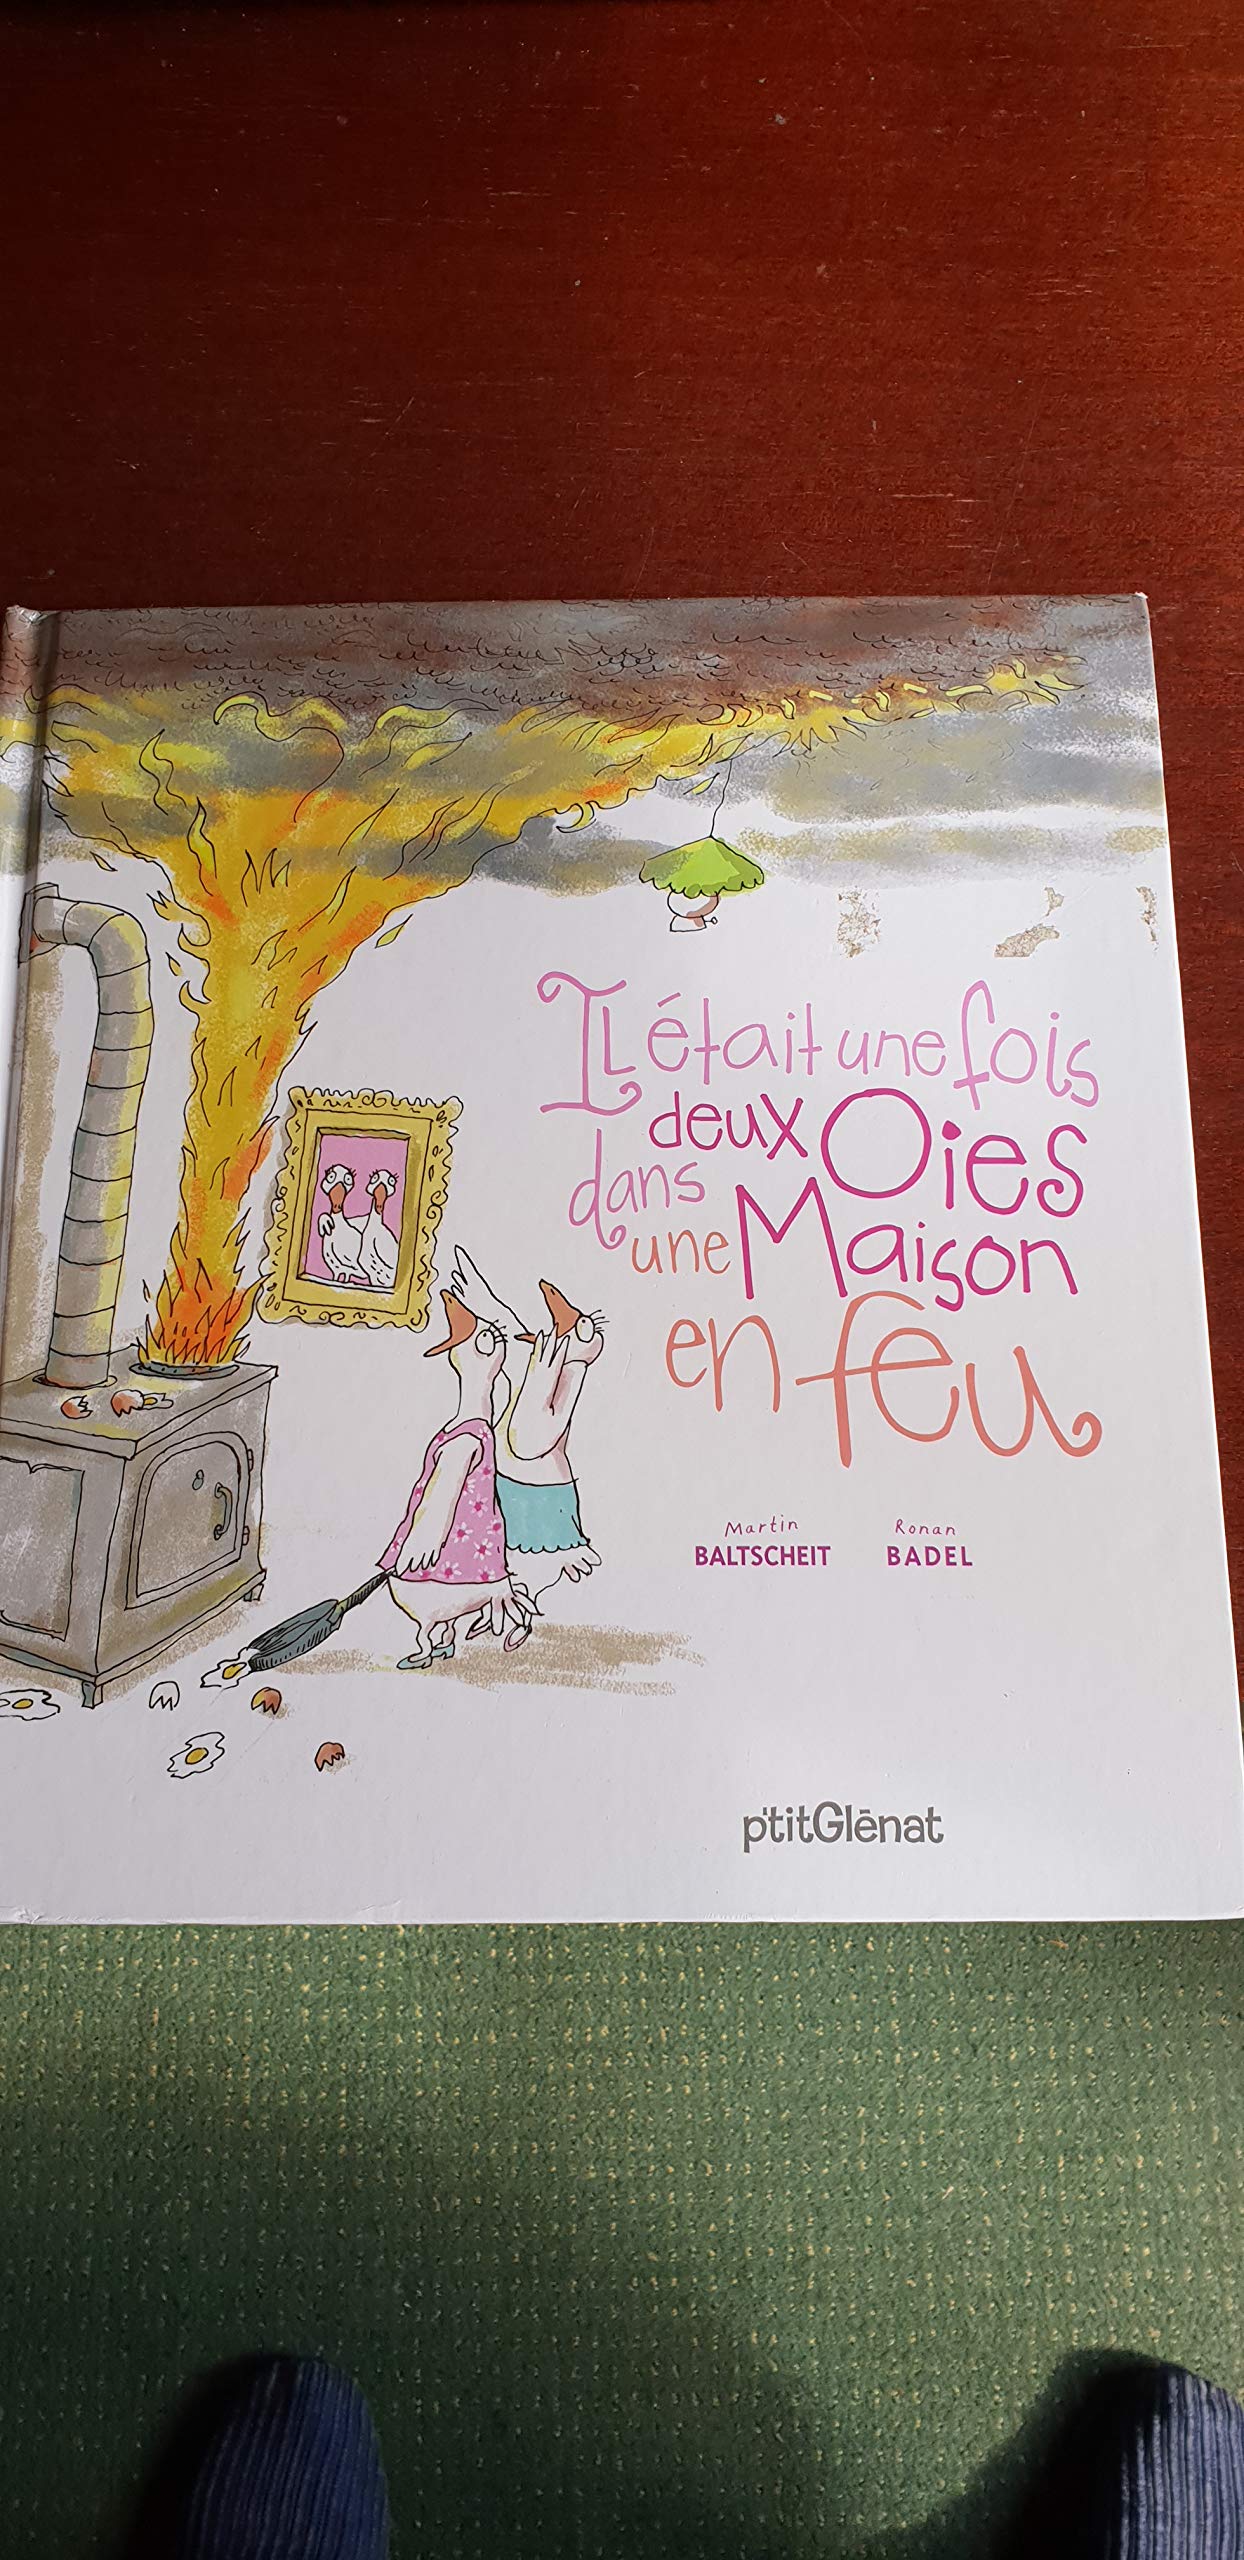 Il était une fois
deux Oies
dans
une Maison
en feu
Martin BALTSCHEIT
Ronan BADEL
p'titGlénat